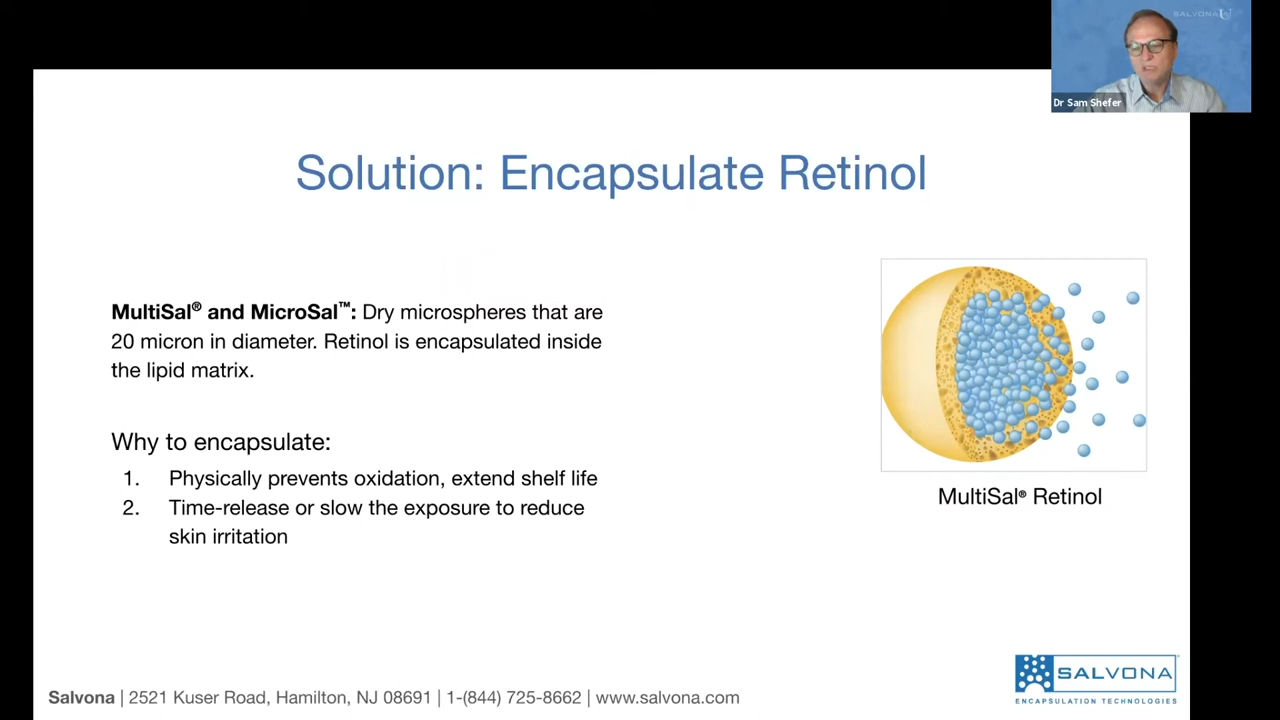 SALVONA U
Dr Sam Shefer
Solution: Encapsulate Retinol
MultiSal® and MicroSal™: Dry microspheres that are
20 micron in diameter. Retinol is encapsulated inside
the lipid matrix.
Why to encapsulate:
1. Physically prevents oxidation, extend shelf life
2. Time-release or slow the exposure to reduce
skin irritation
MultiSal® Retinol
SALVONA®
ENCAPSULATION TECHNOLOGIES
Salvona | 2521 Kuser Road, Hamilton, NJ 08691 | 1-(844) 725-8662 | www.salvona.com